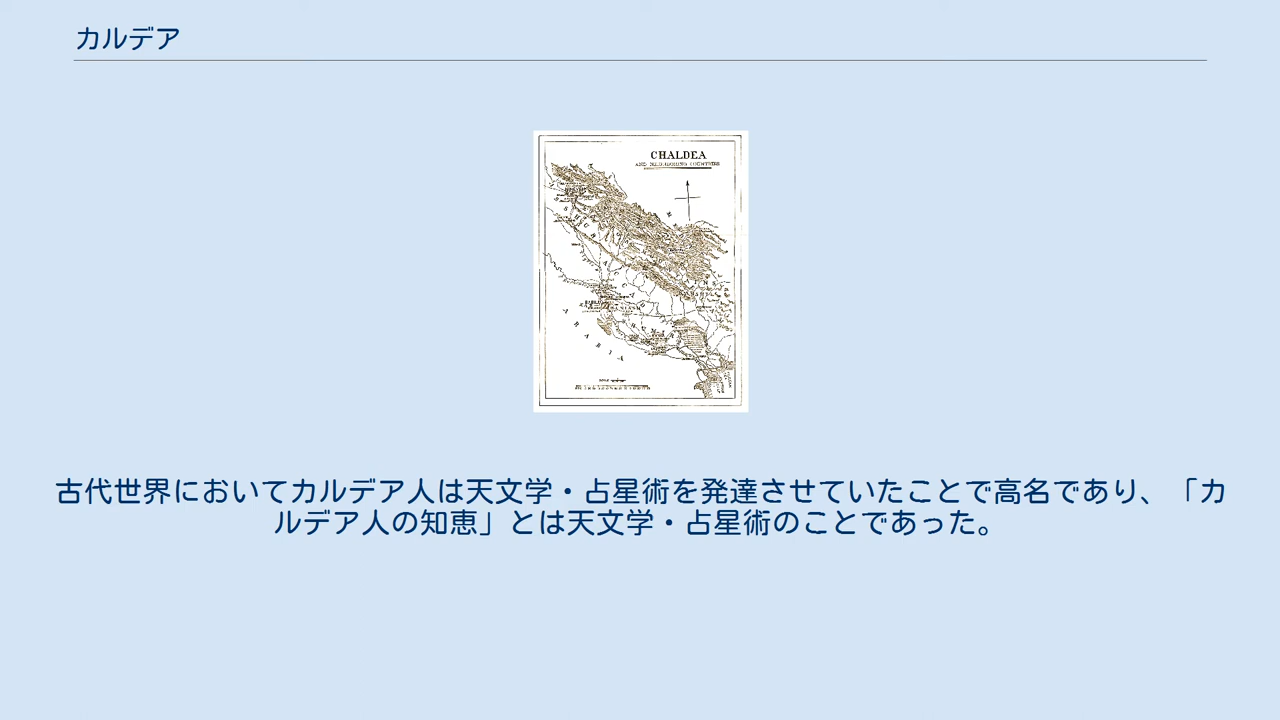 カルデア
CHALDEA
AND NEIGHBORING COUNTRIES
ARABIA
古代世界においてカルデア人は天文学・占星術を発達させていたことで高名であり、「カ
ルデア人の知恵」とは天文学・占星術のことであった。